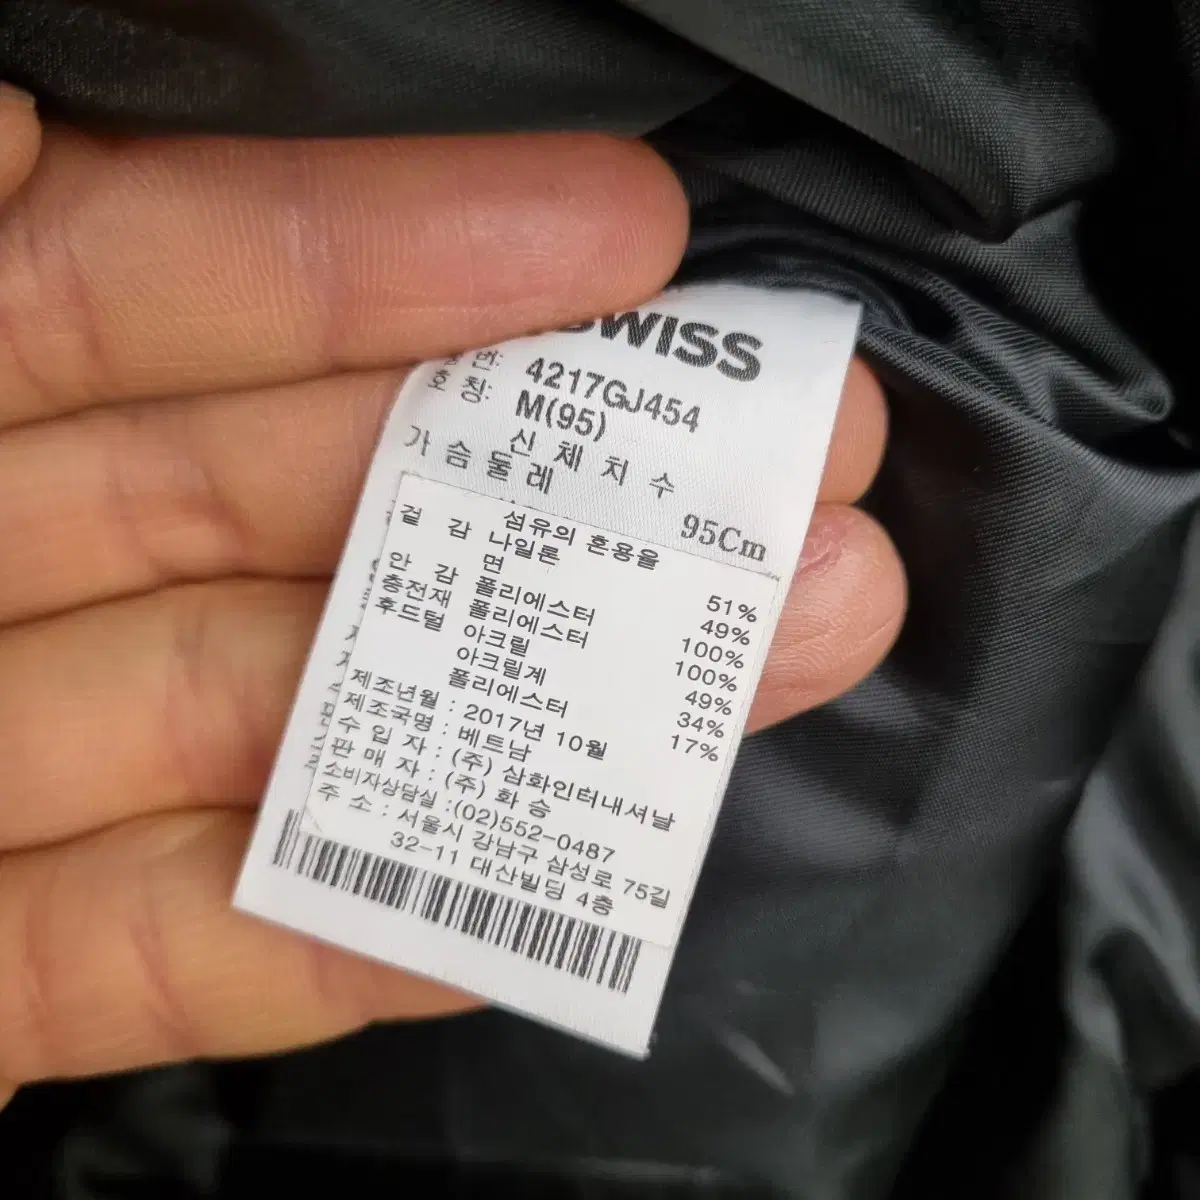 SWISS
번: 4217GJ454
호 칭: M(95)
신 체 치 수
가 슴 둘 레 95Cm
섬유의 혼용율
겉 감 나일론 51%
면 49%
안 감 폴리에스터 100%
충전재 폴리에스터 100%
후드털 아크릴 49%
아크릴계 34%
폴리에스터 17%
제조년월 : 2017년 10월
제조국명 : 베트남
수 입 자 : (주) 삼화인터내셔날
판 매 자 : (주) 화 승
소비자상담실 :(02)552-0487
주 소 : 서울시 강남구 삼성로 75길
32-11 대산빌딩 4층